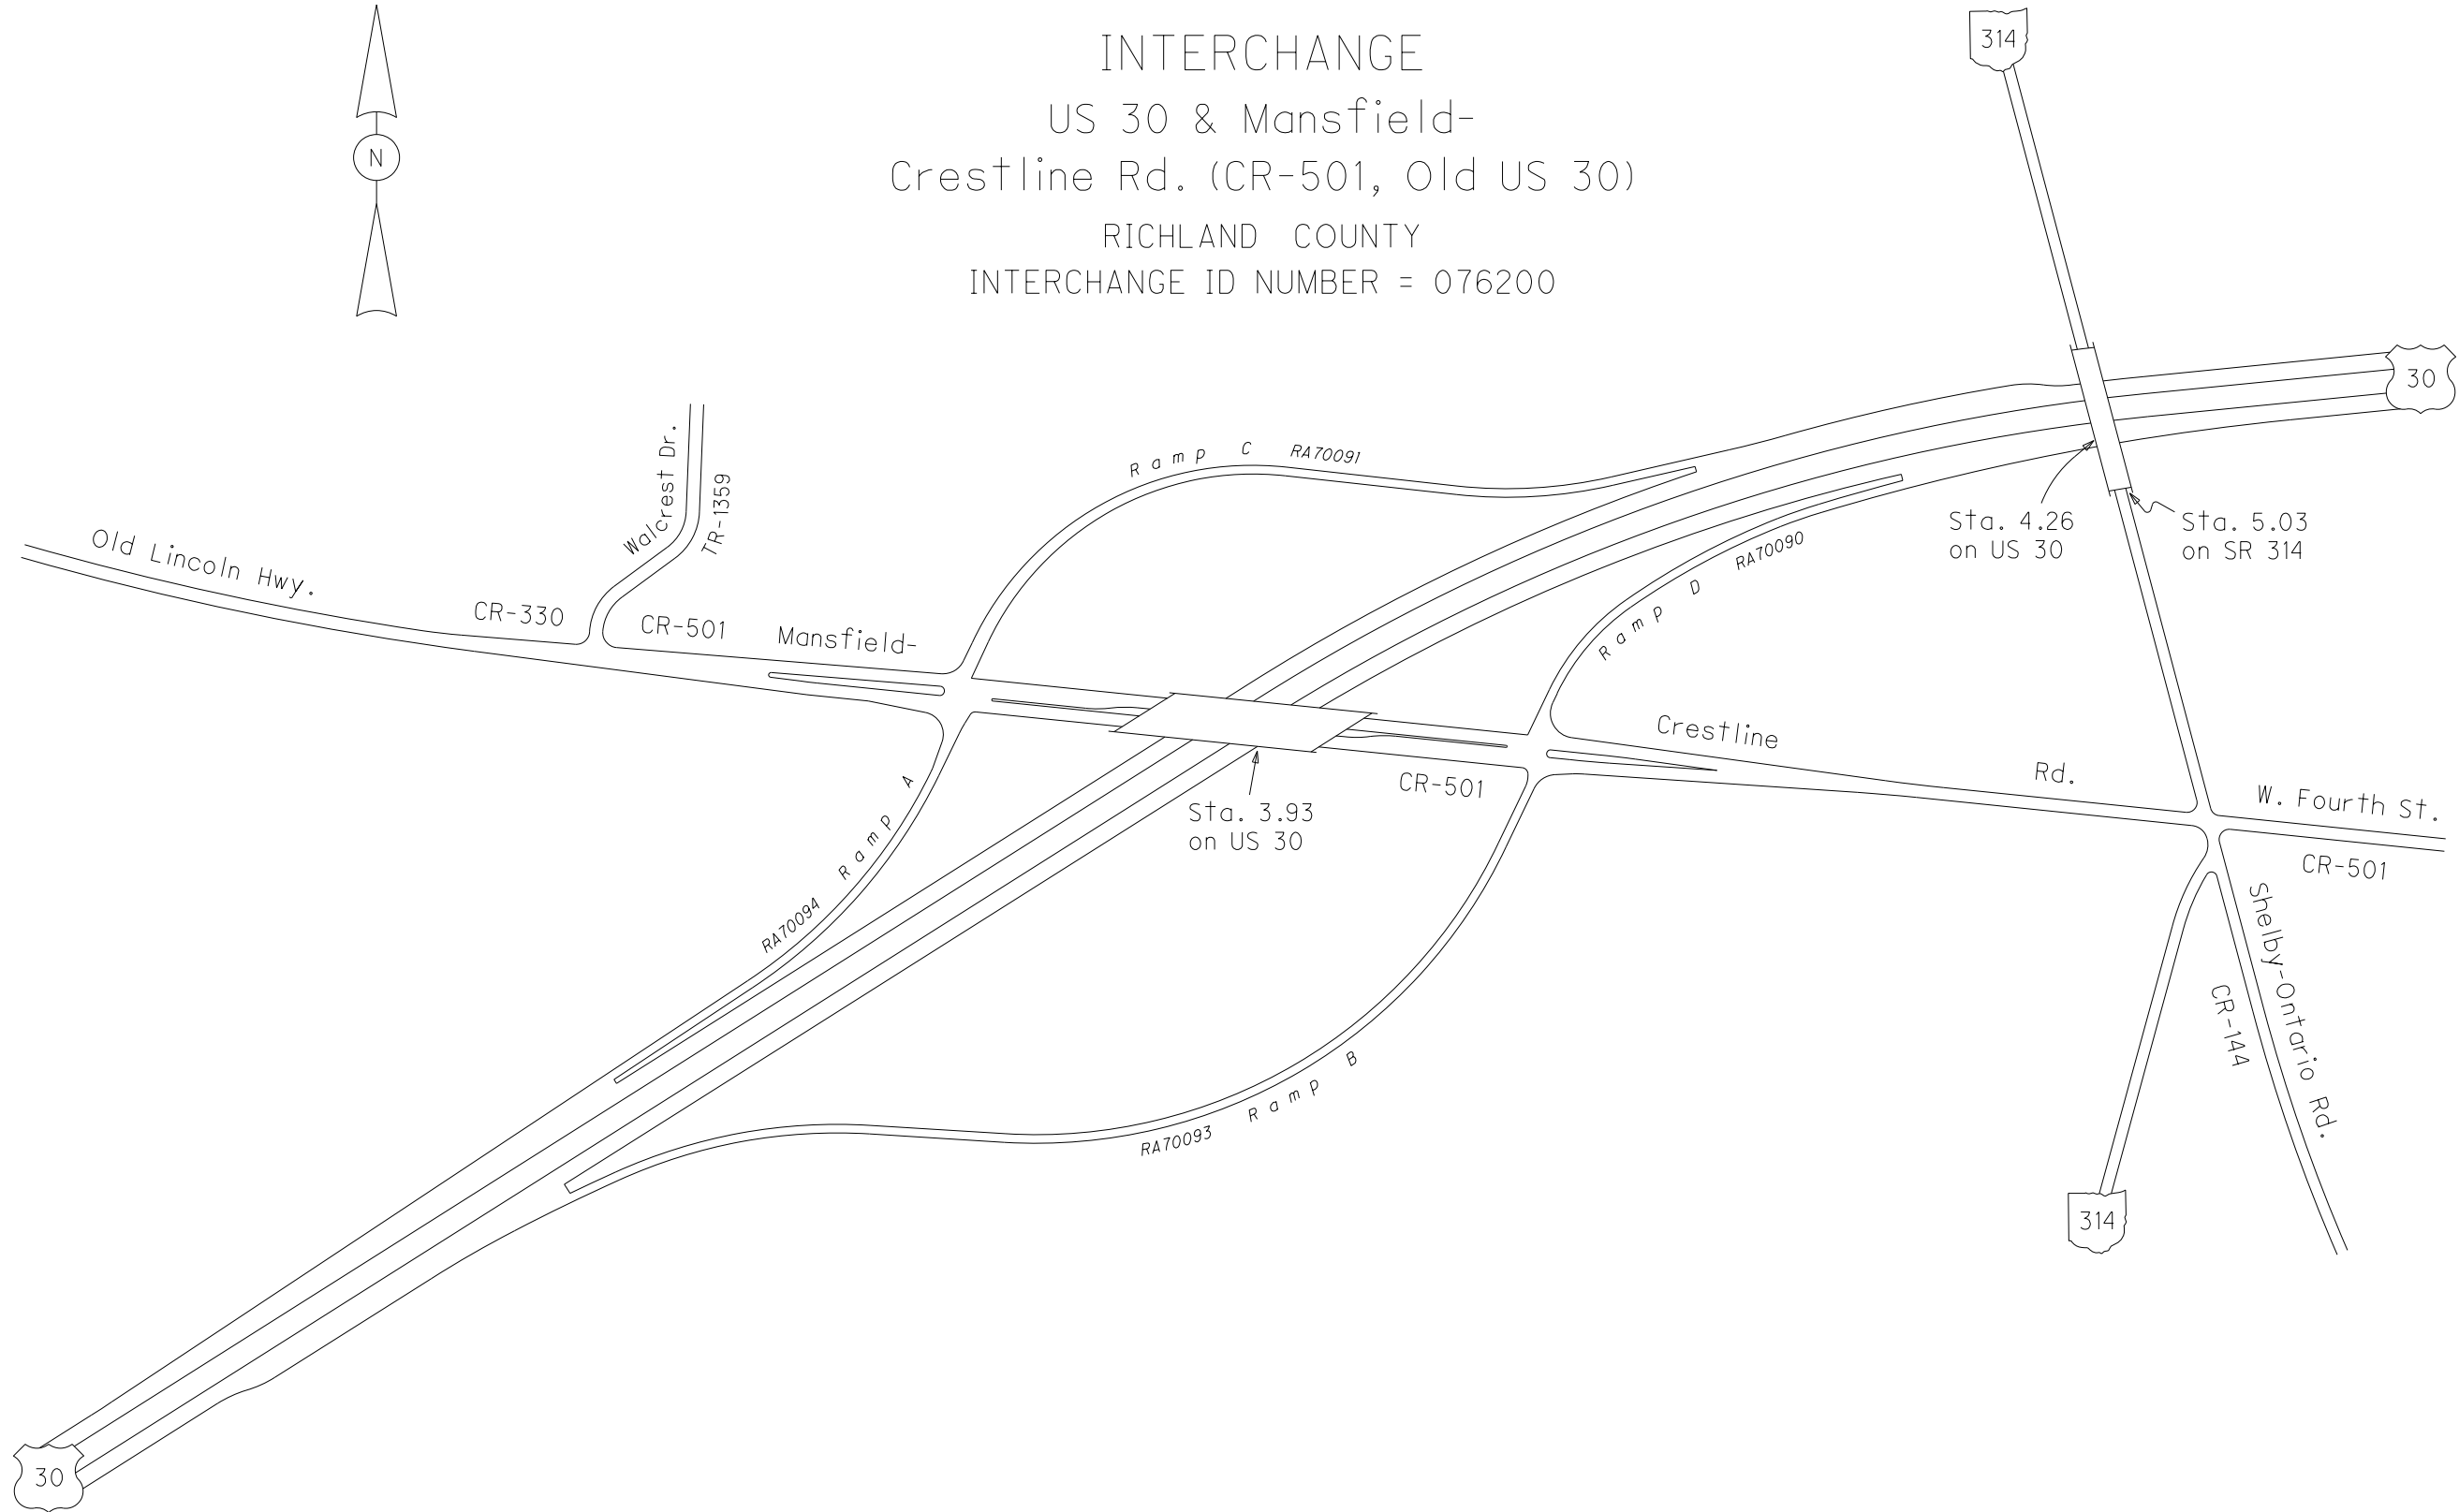 INTERCHANGE
US 30 & Mansfield-
Crestline Rd. (CR-501, Old US 30)
RICHLAND COUNTY
INTERCHANGE ID NUMBER = 076200
N
314
30
Walcrest Dr.
TR-1359
Ramp C RA70091
Old Lincoln Hwy.
CR-330
CR-501
Mansfield-
Ramp D RA70090
Sta. 4.26
on US 30
Sta. 5.03
on SR 314
Crestline
Rd.
W. Fourth St.
CR-501
CR-501
Sta. 3.93
on US 30
RA70094 Ramp A
RA70093 Ramp B
Shelby-Ontario Rd.
CR-144
314
30